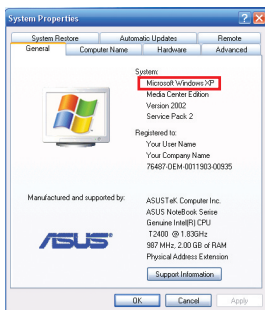 System Properties
System Restore
Automatic Updates
Remote
General
Computer Name
Hardware
Advanced
System:
Microsoft Windows XP
Media Center Edition
Version 2002
Service Pack 2
Registered to:
Your User Name
Your Company Name
76487-OEM-0011903-00935
Manufactured and supported by:
ASUSTeK Computer Inc.
ASUS NoteBook Serise
Genuine Intel(R) CPU
T2400 @ 1.83GHz
987 MHz, 2.00 GB of RAM
Physical Address Extension
ASUS
Support Information
OK
Cancel
Apply